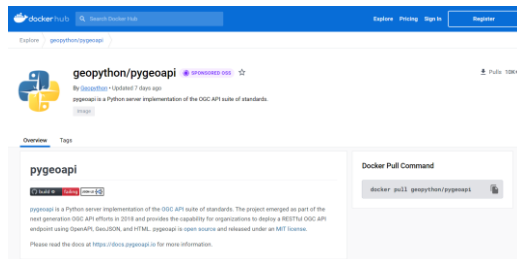 dockerhub
Search Docker Hub
Explore Pricing Sign In
Register
Explore
geopython/pygeoapi
geopython/pygeoapi
SPONSORED OSS
Pulls 10K+
By Geopython • Updated 7 days ago
pygeoapi is a Python server implementation of the OGC API suite of standards.
Image
Overview Tags
pygeoapi
Docker Pull Command
docker pull geopython/pygeoapi
build
failing
pygeoapi is a Python server implementation of the OGC API suite of standards. The project emerged as part of the
next generation OGC API efforts in 2018 and provides the capability for organizations to deploy a RESTful OGC API
endpoint using OpenAPI, GeoJSON, and HTML. pygeoapi is open source and released under an MIT license.
Please read the docs at https://docs.pygeoapi.io for more information.